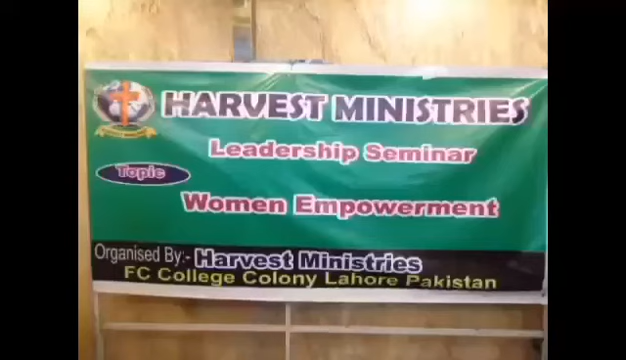 HARVEST MINISTRIES
Leadership Seminar
Topic
Women Empowerment
Organised By:- Harvest Ministries
FC College Colony Lahore Pakistan